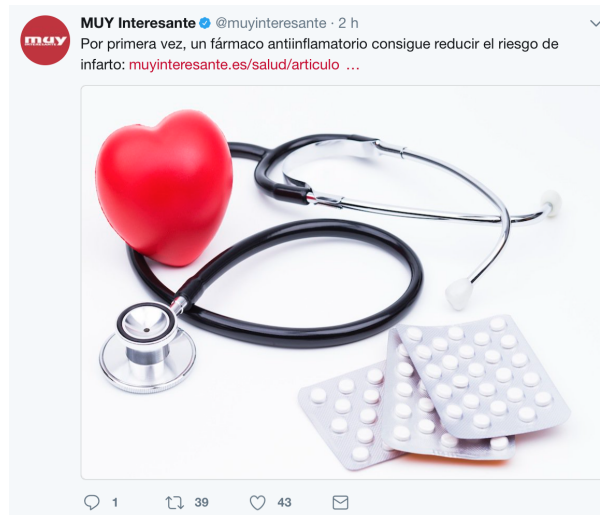 MUY Interesante @muyinteresante · 2 h
Por primera vez, un fármaco antiinflamatorio consigue reducir el riesgo de
infarto: muyinteresante.es/salud/articulo …
muy
INTERESANTE
1 39 43